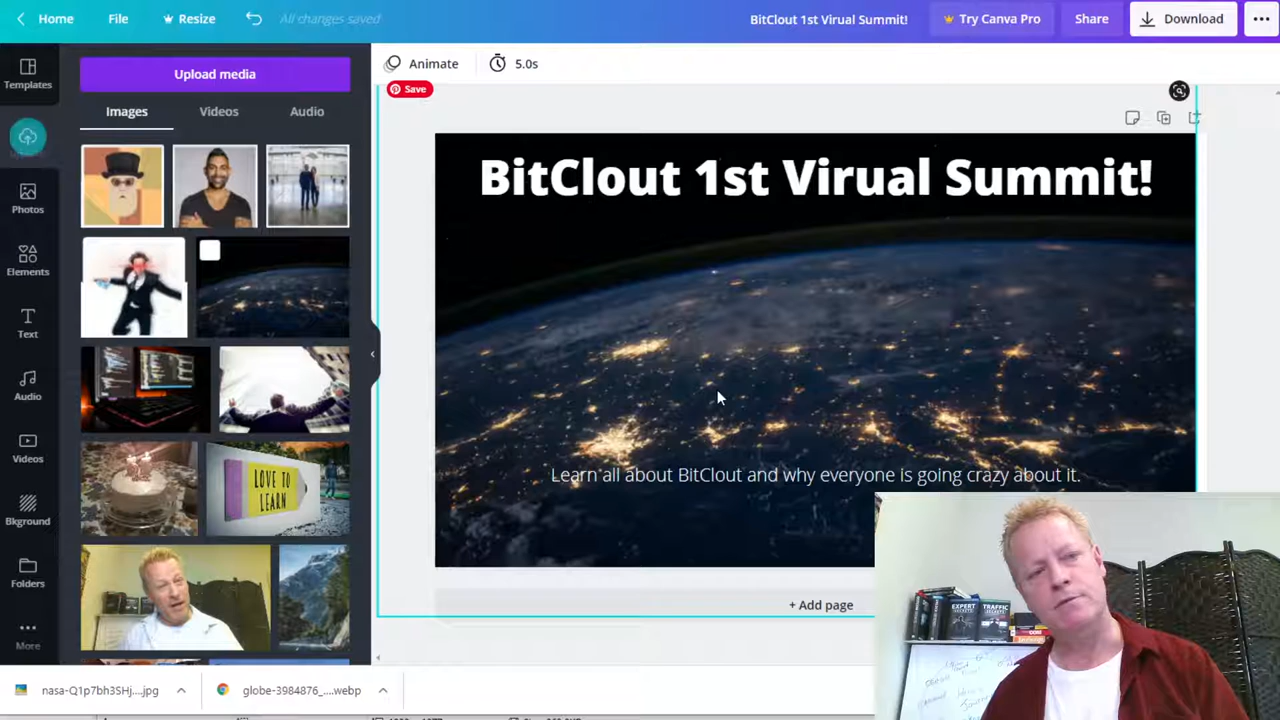 Home
File
Resize
All changes saved
BitClout 1st Virual Summit!
Try Canva Pro
Share
Download
Templates
Upload media
Animate
5.0s
Save
Images
Videos
Audio
Photos
Elements
Text
Audio
Videos
Bkground
Folders
More
LOVE TO
LEARN
BitClout 1st Virual Summit!
Learn all about BitClout and why everyone is going crazy about it.
+ Add page
EXPERT
SECRETS
TRAFFIC
SECRETS
nasa-Q1p7bh3SHj....jpg
globe-3984876_....webp